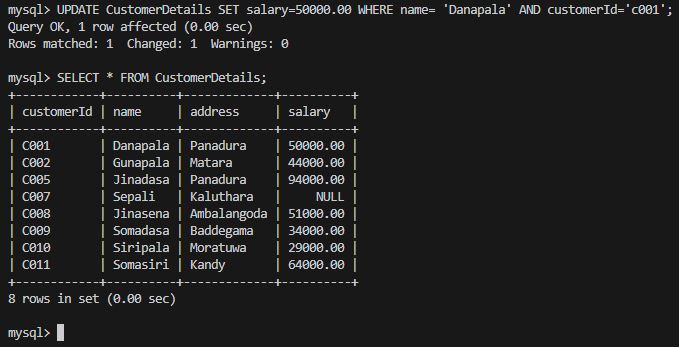 mysql> UPDATE CustomerDetails SET salary=50000.00 WHERE name= 'Danapala' AND customerId='c001';
Query OK, 1 row affected (0.00 sec)
Rows matched: 1  Changed: 1  Warnings: 0
mysql> SELECT * FROM CustomerDetails;
+------------+----------+-------------+----------+
| customerId | name     | address     | salary   |
+------------+----------+-------------+----------+
| C001       | Danapala | Panadura    | 50000.00 |
| C002       | Gunapala | Matara      | 44000.00 |
| C005       | Jinadasa | Panadura    | 94000.00 |
| C007       | Sepali   | Kaluthara   |     NULL |
| C008       | Jinasena | Ambalangoda | 51000.00 |
| C009       | Somadasa | Baddegama   | 34000.00 |
| C010       | Siripala | Moratuwa    | 29000.00 |
| C011       | Somasiri | Kandy       | 64000.00 |
+------------+----------+-------------+----------+
8 rows in set (0.00 sec)
mysql>